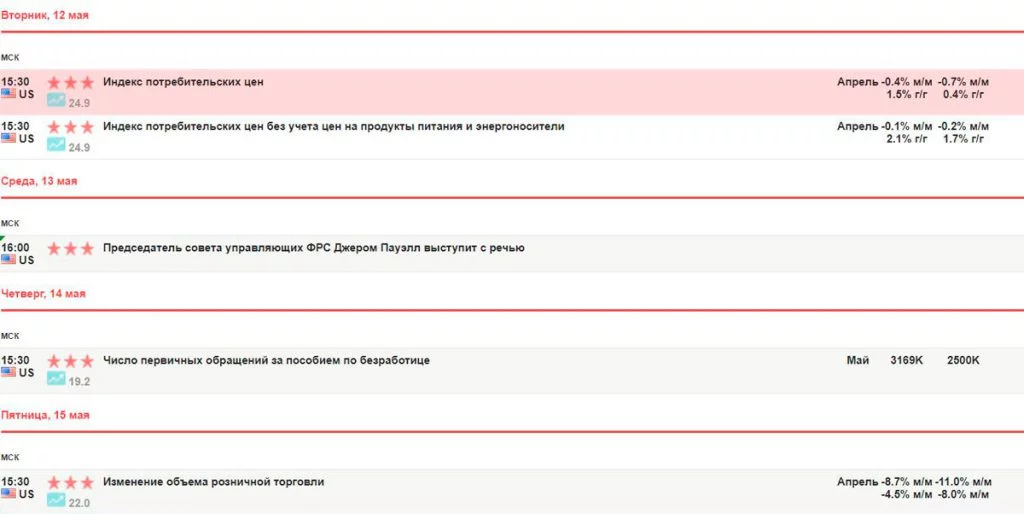 Вторник, 12 мая
МСК
15:30 Индекс потребительских цен Апрель -0.4% м/м -0.7% м/м
US 24.9 1.5% г/г 0.4% г/г
15:30 Индекс потребительских цен без учета цен на продукты питания и энергоносители Апрель -0.1% м/м -0.2% м/м
US 24.9 2.1% г/г 1.7% г/г
Среда, 13 мая
МСК
16:00 Председатель совета управляющих ФРС Джером Пауэлл выступит с речью
US
Четверг, 14 мая
МСК
15:30 Число первичных обращений за пособием по безработице Май 3169K 2500K
US 19.2
Пятница, 15 мая
МСК
15:30 Изменение объема розничной торговли Апрель -8.7% м/м -11.0% м/м
US 22.0 -4.5% м/м -8.0% м/м